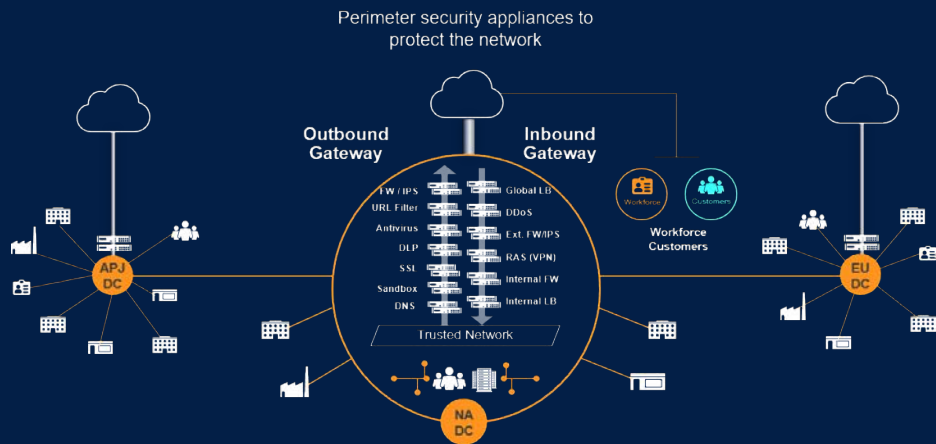 Perimeter security appliances to
protect the network
Outbound
Gateway
Inbound
Gateway
FW / IPS
URL Filter
Antivirus
DLP
SSL
Sandbox
DNS
Global LB
DDoS
Ext. FW/IPS
RAS (VPN)
Internal FW
Internal LB
Trusted Network
Workforce
Customers
Workforce
Customers
APJ
DC
EU
DC
NA
DC